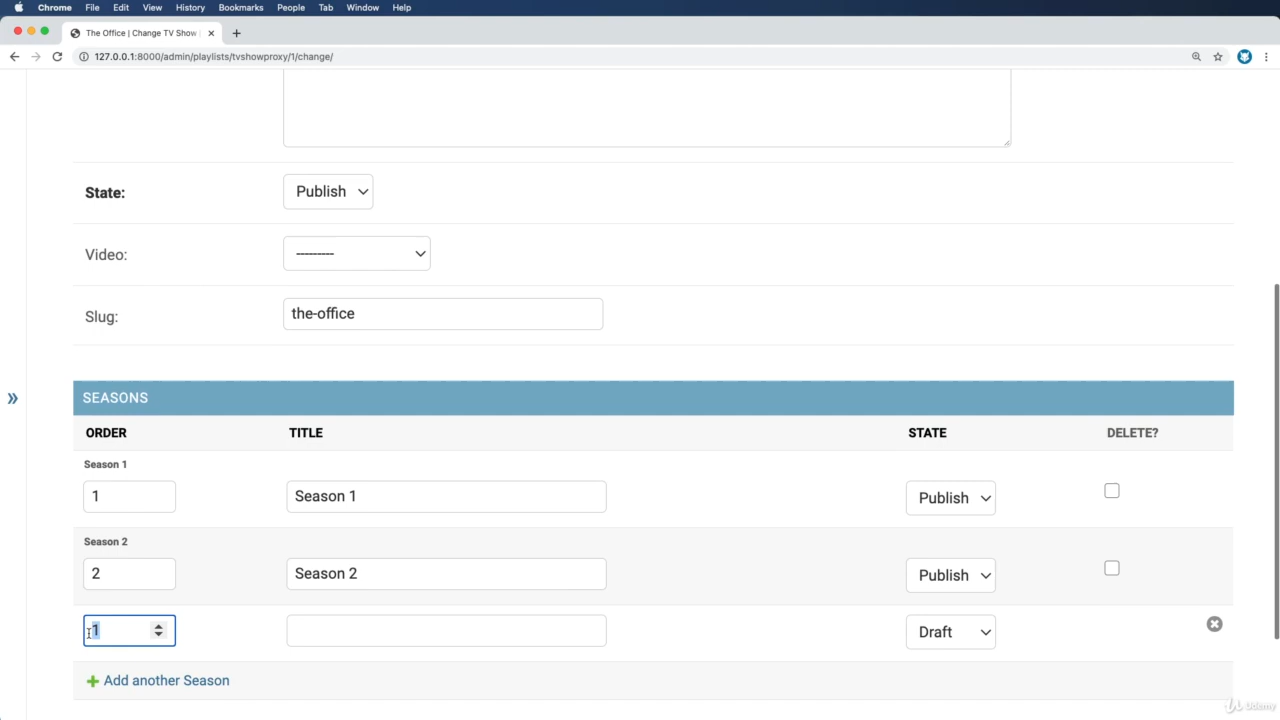 Chrome File Edit View History Bookmarks People Tab Window Help
The Office | Change TV Show
127.0.0.1:8000/admin/playlists/tvshowproxy/1/change/
State: Publish
Video: ---------
Slug: the-office
SEASONS
ORDER TITLE STATE DELETE?
Season 1
1 Season 1 Publish
Season 2
2 Season 2 Publish
1 Draft
Add another Season
Udemy